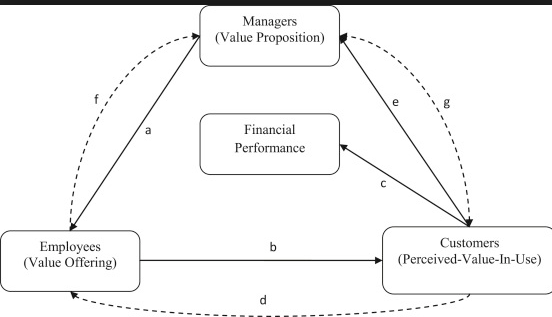 Managers
(Value Proposition)
f
a
e
g
Financial
Performance
c
Employees
(Value Offering)
b
Customers
(Perceived-Value-In-Use)
d